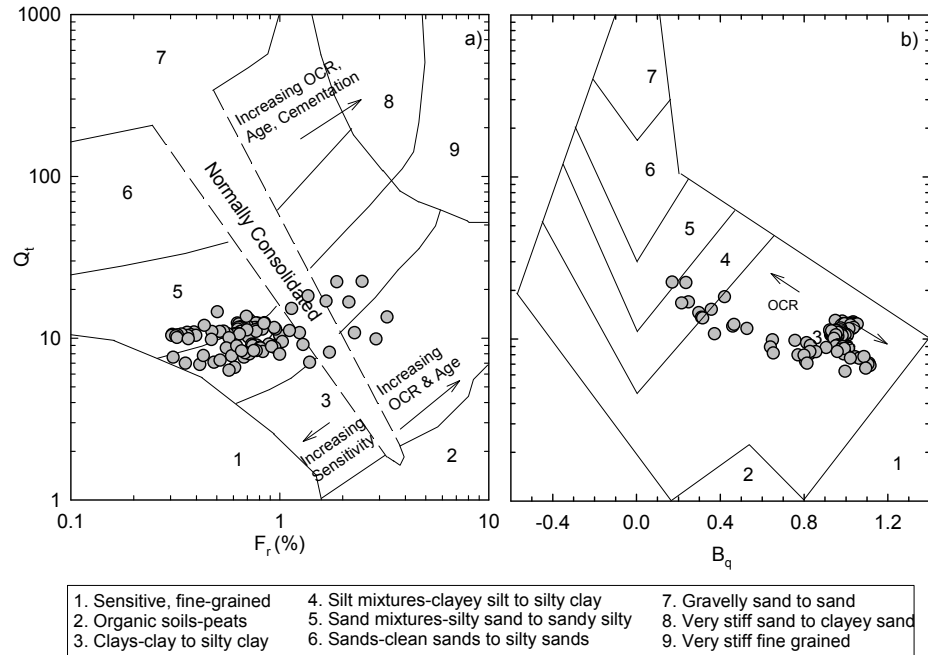 a)
1000
100
10
1
Q_t
0.1
1
10
F_r (%)
7
8
9
6
5
3
1
2
Increasing OCR,
Age, Cementation
Normally Consolidated
Increasing
OCR & Age
Increasing
Sensitivity
b)
7
6
5
4
OCR
3
1
2
-0.4
0.0
0.4
0.8
1.2
B_q
1. Sensitive, fine-grained
2. Organic soils-peats
3. Clays-clay to silty clay
4. Silt mixtures-clayey silt to silty clay
5. Sand mixtures-silty sand to sandy silty
6. Sands-clean sands to silty sands
7. Gravelly sand to sand
8. Very stiff sand to clayey sand
9. Very stiff fine grained